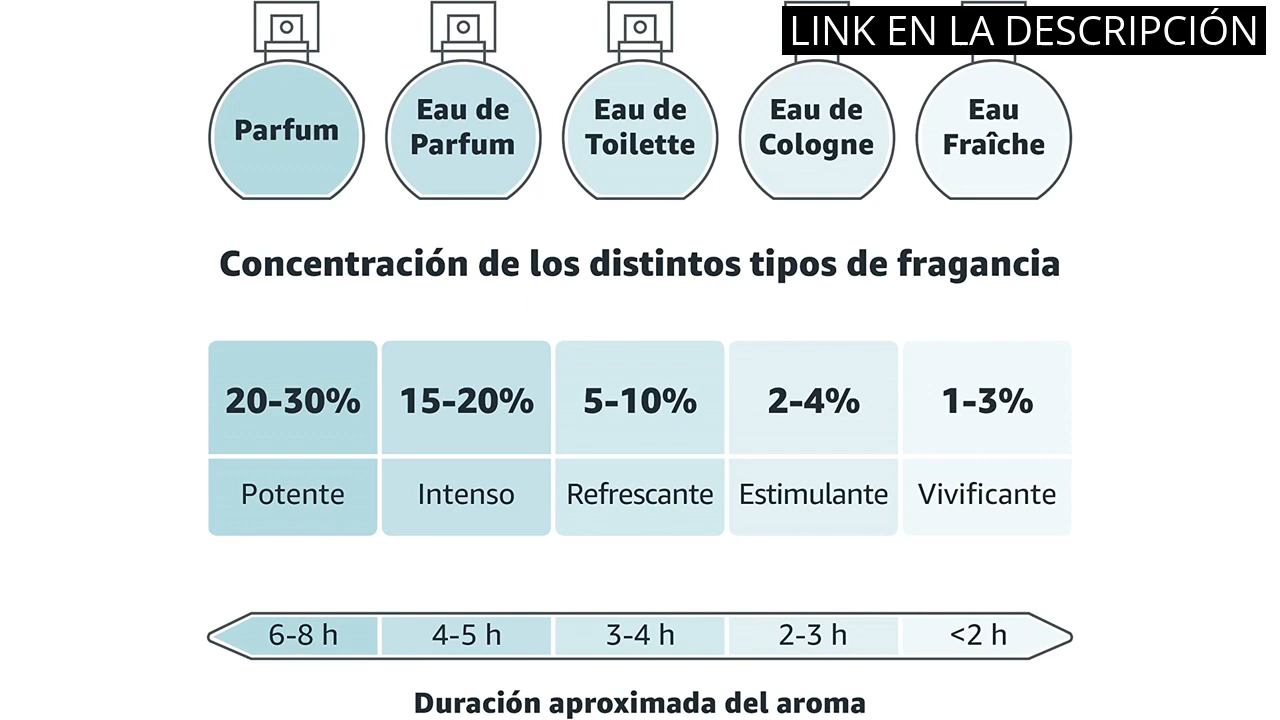 LINK EN LA DESCRIPCIÓN
Parfum
Eau de
Parfum
Eau de
Toilette
Eau de
Cologne
Eau
Fraîche
Concentración de los distintos tipos de fragancia
20-30% 15-20% 5-10% 2-4% 1-3%
Potente Intenso Refrescante Estimulante Vivificante
6-8 h 4-5 h 3-4 h 2-3 h <2 h
Duración aproximada del aroma